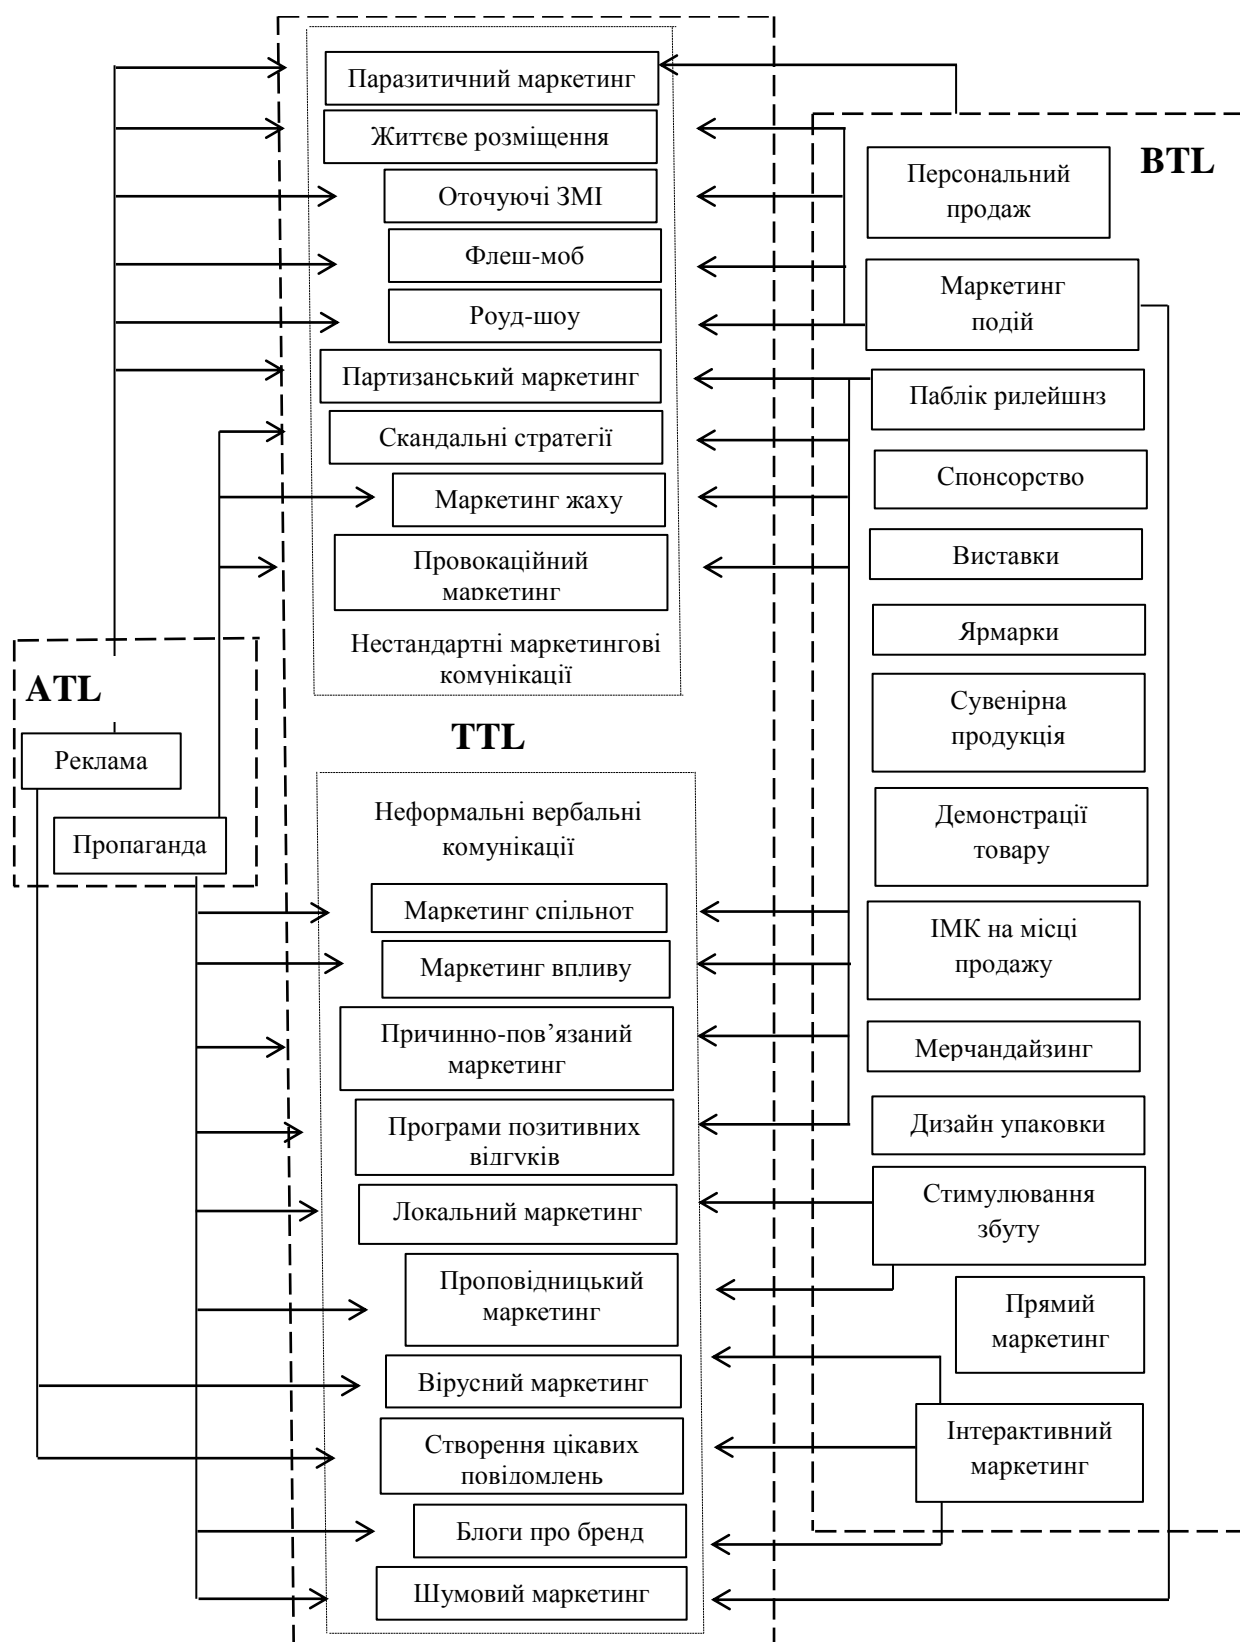 Паразитичний маркетинг
Життєве розміщення
Оточуючі ЗМІ
Флеш-моб
Роуд-шоу
Партизанський маркетинг
Скандальні стратегії
Маркетинг жаху
Провокаційний
маркетинг
Нестандартні маркетингові
комунікації
ATL
Реклама
Пропаганда
TTL
Неформальні вербальні
комунікації
Маркетинг спільнот
Маркетинг впливу
Причинно-пов’язаний
маркетинг
Програми позитивних
відгуків
Локальний маркетинг
Проповідницький
маркетинг
Вірусний маркетинг
Створення цікавих
повідомлень
Блоги про бренд
Шумовий маркетинг
BTL
Персональний
продаж
Маркетинг
подій
Паблік рилейшнз
Спонсорство
Виставки
Ярмарки
Сувенірна
продукція
Демонстрації
товару
ІМК на місці
продажу
Мерчандайзинг
Дизайн упаковки
Стимулювання
збуту
Прямий
маркетинг
Інтерактивний
маркетинг